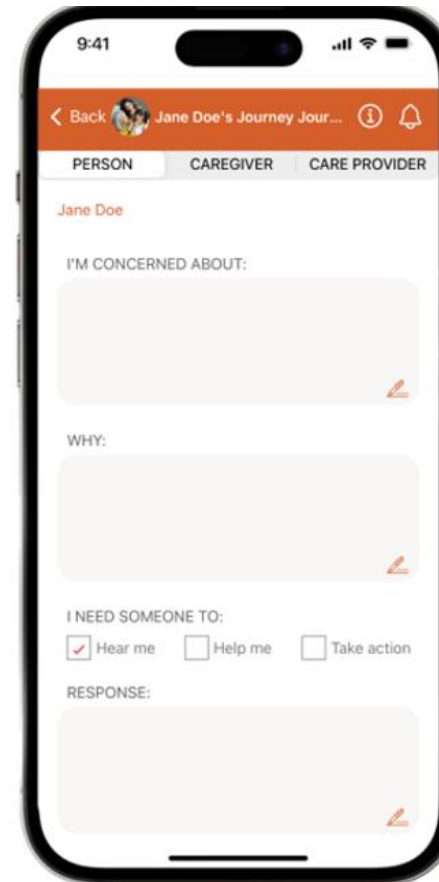 9:41
Back Jane Doe's Journey Jour...
PERSON CAREGIVER CARE PROVIDER
Jane Doe
I'M CONCERNED ABOUT:
WHY:
I NEED SOMEONE TO:
Hear me Help me Take action
RESPONSE: